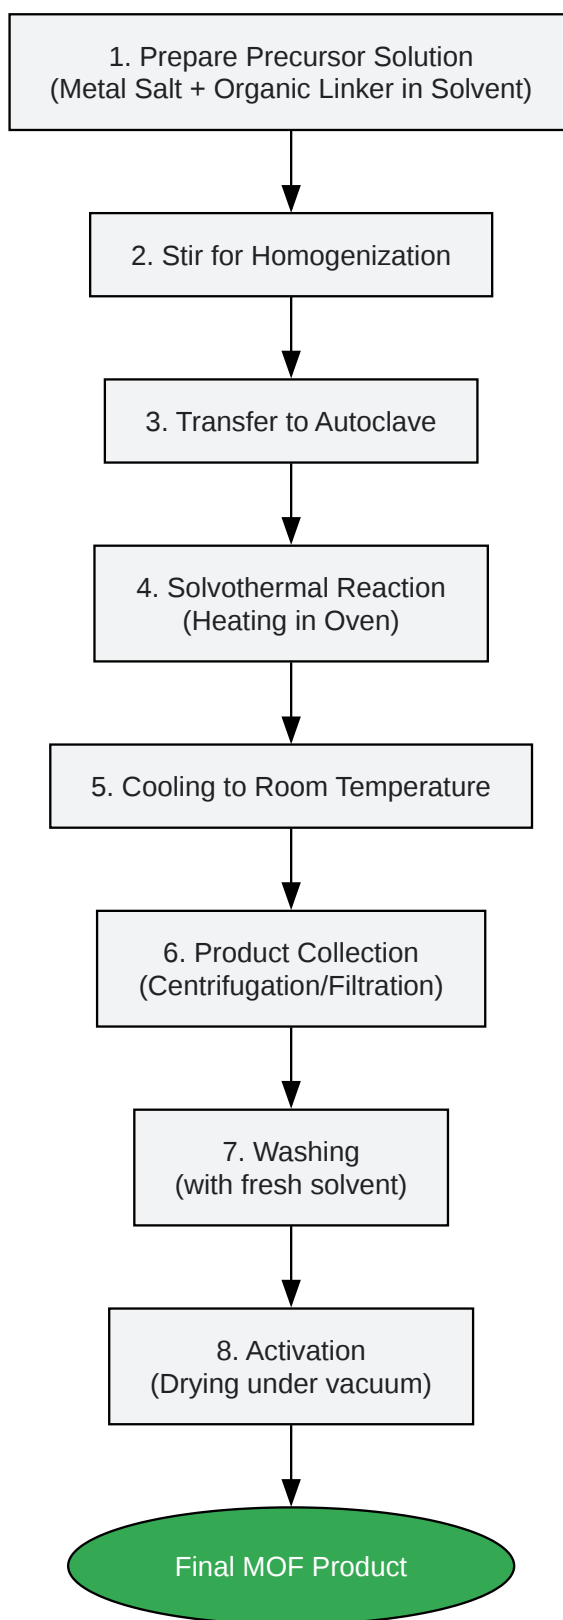 1. Prepare Precursor Solution
(Metal Salt + Organic Linker in Solvent)
2. Stir for Homogenization
3. Transfer to Autoclave
4. Solvothermal Reaction
(Heating in Oven)
5. Cooling to Room Temperature
6. Product Collection
(Centrifugation/Filtration)
7. Washing
(with fresh solvent)
8. Activation
(Drying under vacuum)
Final MOF Product